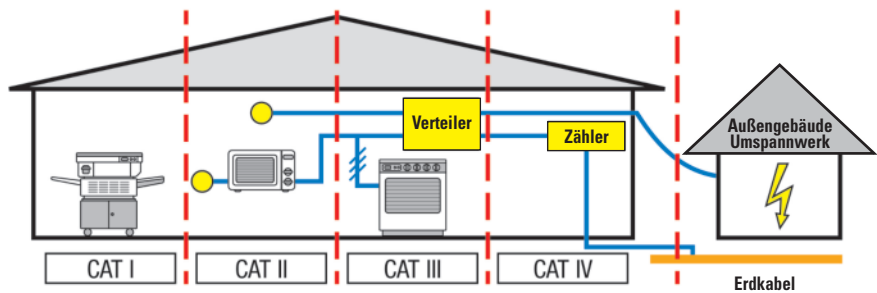 Verteiler
Zähler
Außengebäude
Umspannwerk
CAT I
CAT II
CAT III
CAT IV
Erdkabel